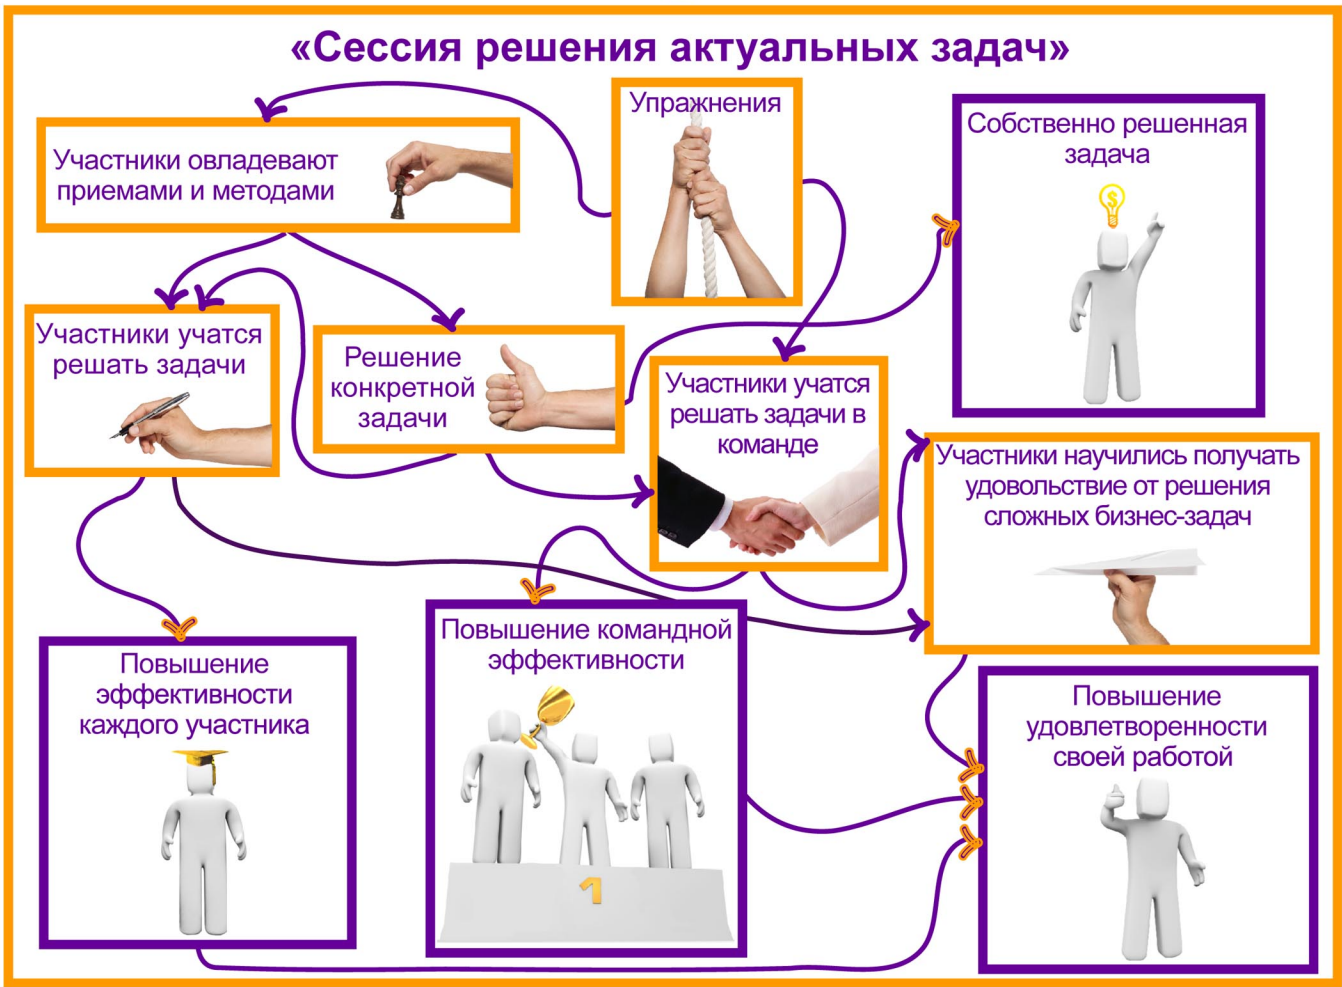 «Сессия решения актуальных задач»
Упражнения
Участники овладевают
приемами и методами
Собственно решенная
задача
Участники учатся
решать задачи
Решение
конкретной
задачи
Участники учатся
решать задачи в
команде
Участники научились получать
удовольствие от решения
сложных бизнес-задач
Повышение
эффективности
каждого участника
Повышение командной
эффективности
1
Повышение
удовлетворенности
своей работой